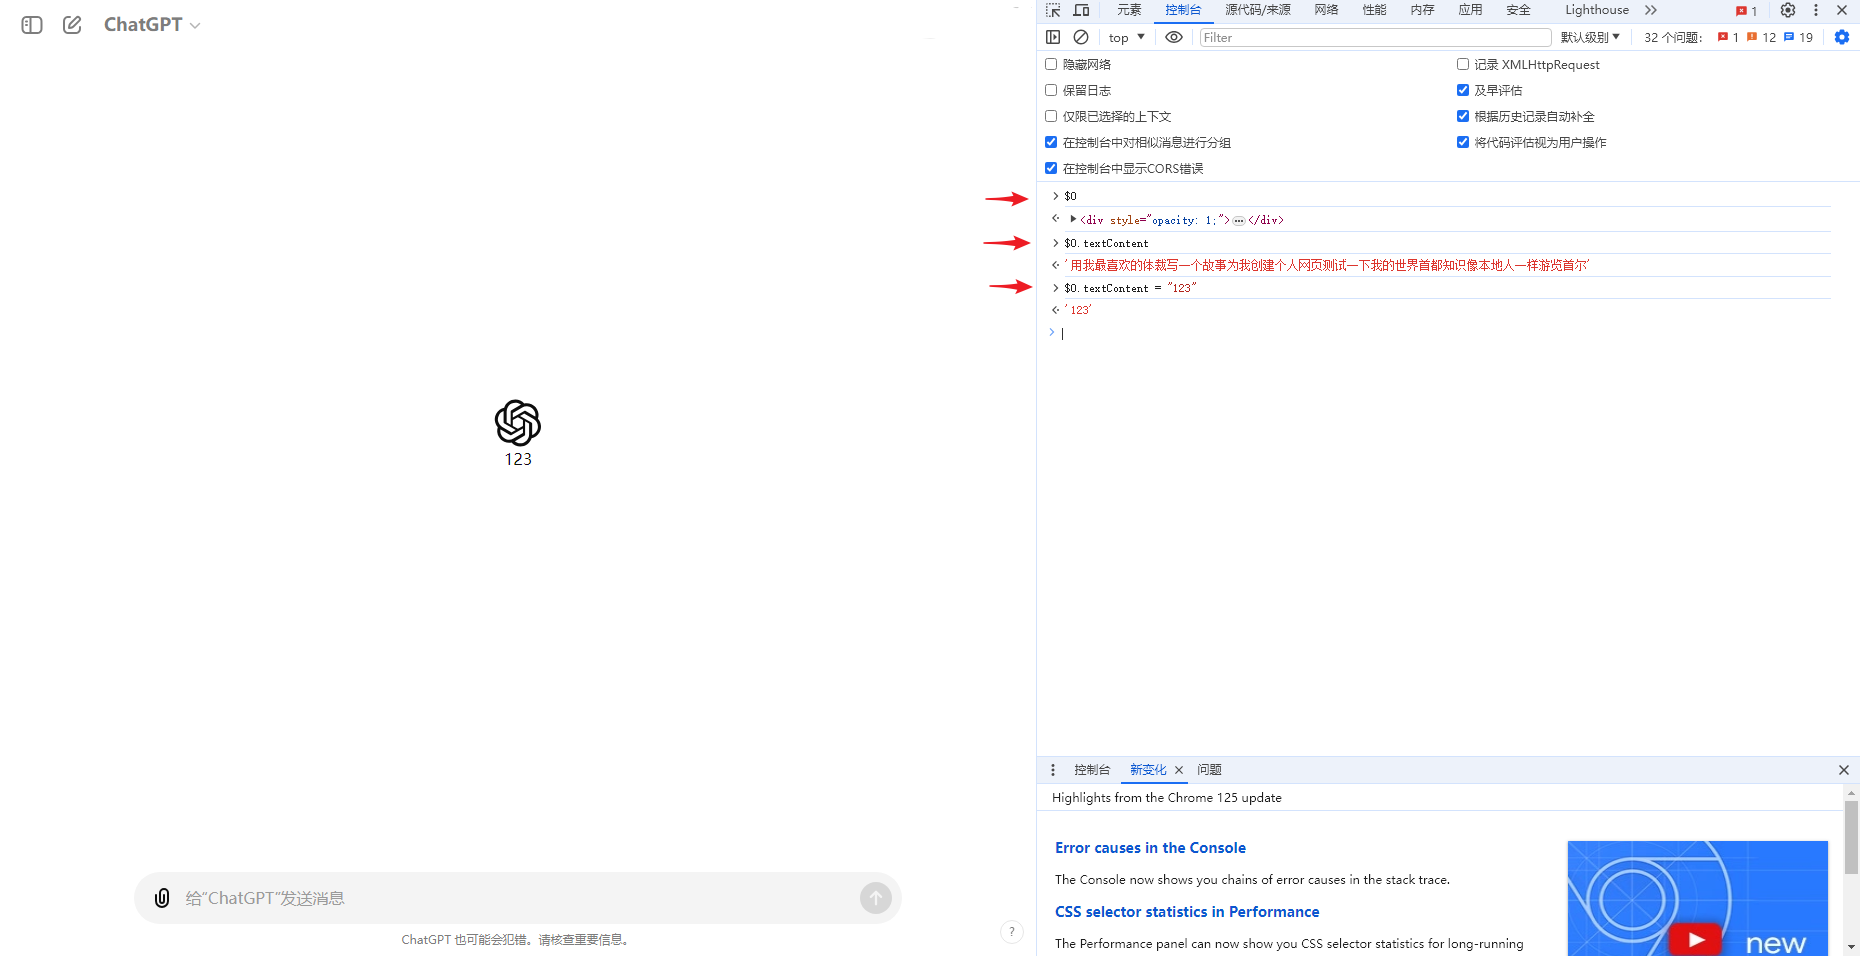 ChatGPT
123
给“ChatGPT”发送消息
ChatGPT 也可能会犯错。请核查重要信息。
?
元素 控制台 源代码/来源 网络 性能 内存 应用 安全 Lighthouse 1
top Filter 默认级别 32 个问题: 1 12 19
隐藏网络 记录 XMLHttpRequest
保留日志 及早评估
仅限已选择的上下文 根据历史记录自动补全
在控制台中对相似消息进行分组 将代码评估视为用户操作
在控制台中显示CORS错误
> $0
<div style="opacity: 1;">…</div>
> $0.textContent
'用我最喜欢的体裁写一个故事为我创建个人网页测试一下我的世界首都知识像本地人一样游览首尔'
> $0.textContent = "123"
'123'
>
控制台 新变化 问题
Highlights from the Chrome 125 update
Error causes in the Console
The Console now shows you chains of error causes in the stack trace.
CSS selector statistics in Performance
The Performance panel can now show you CSS selector statistics for long-running
new